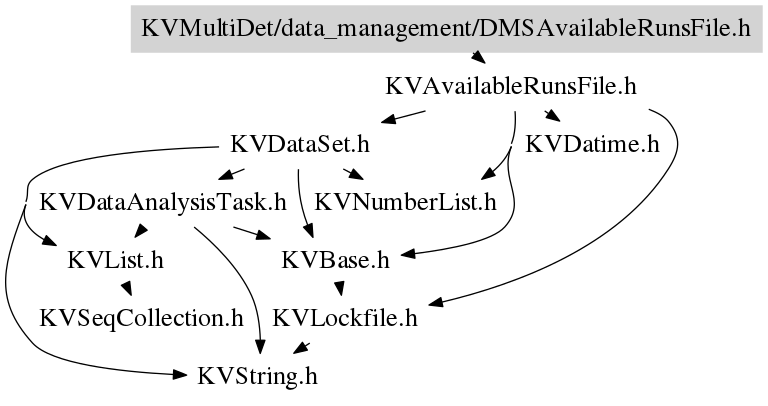 KVMultiDet/data_management/DMSAvailableRunsFile.h
KVAvailableRunsFile.h
KVDataSet.h
KVDatime.h
KVDataAnalysisTask.h
KVNumberList.h
KVList.h
KVBase.h
KVSeqCollection.h
KVLockfile.h
KVString.h